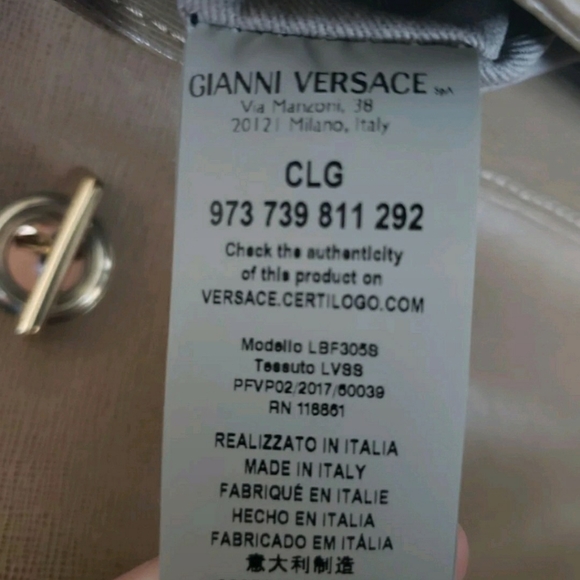 GIANNI VERSACE SpA
Via Manzoni, 38
20121 Milano, Italy
CLG
973 739 811 292
Check the authenticity
of this product on
VERSACE.CERTILOGO.COM
Modello LBF305S
Tessuto LVSS
PFVP02/2017/60039
RN 118861
REALIZZATO IN ITALIA
MADE IN ITALY
FABRIQUÉ EN ITALIE
HECHO EN ITALIA
FABRICADO EM ITÁLIA
意大利制造